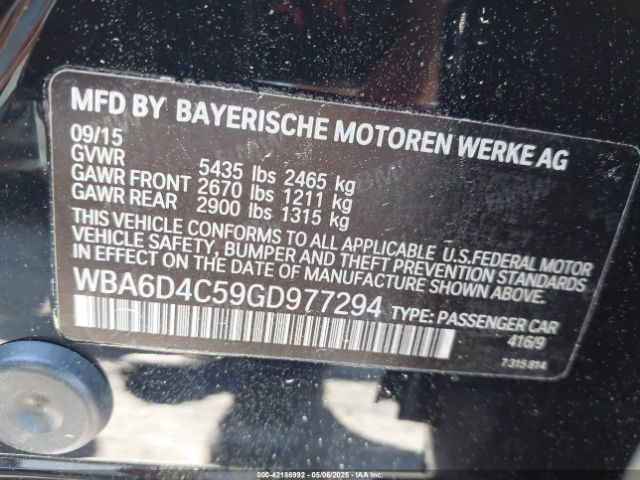 MFD BY BAYERISCHE MOTOREN WERKE AG
09/15
GVWR 5435 lbs 2465 kg
GAWR FRONT 2670 lbs 1211 kg
GAWR REAR 2900 lbs 1315 kg
THIS VEHICLE CONFORMS TO ALL APPLICABLE U.S.FEDERAL MOTOR
VEHICLE SAFETY, BUMPER AND THEFT PREVENTION STANDARDS
IN EFFECT ON THE DATE OF MANUFACTURE SHOWN ABOVE.
WBA6D4C59GD977294 TYPE: PASSENGER CAR
416/9
7 315 814
000-42186992 05/06/2025 IAA Inc.